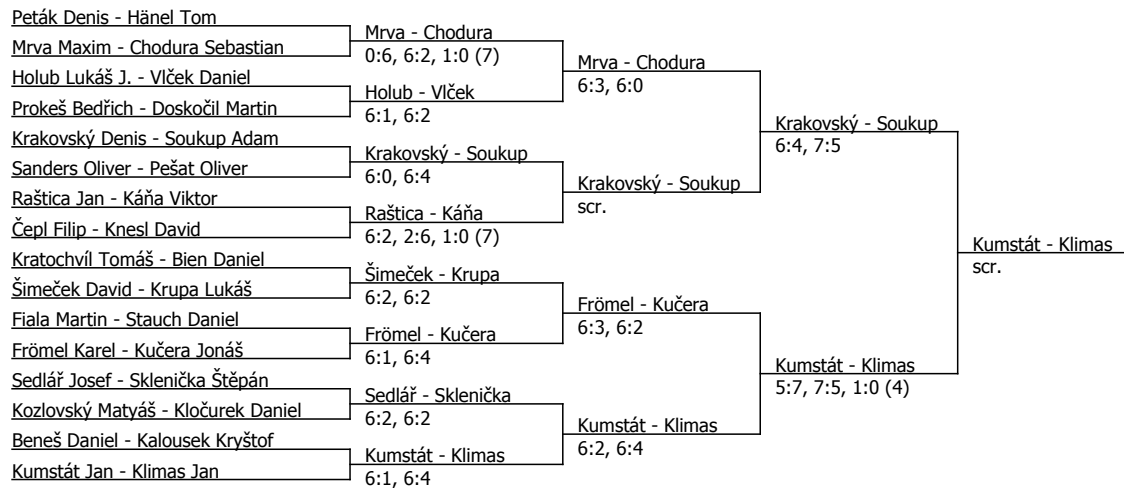 Peták Denis - Hänel Tom
Mrva Maxim - Chodura Sebastian
Holub Lukáš J. - Vlček Daniel
Prokeš Bedřich - Doskočil Martin
Krakovský Denis - Soukup Adam
Sanders Oliver - Pešat Oliver
Raštica Jan - Káňa Viktor
Čepl Filip - Knesl David
Kratochvíl Tomáš - Bien Daniel
Šimeček David - Krupa Lukáš
Fiala Martin - Stauch Daniel
Frömel Karel - Kučera Jonáš
Sedlář Josef - Sklenička Štěpán
Kozlovský Matyáš - Kločurek Daniel
Beneš Daniel - Kalousek Kryštof
Kumstát Jan - Klimas Jan
Mrva - Chodura
0:6, 6:2, 1:0 (7)
Holub - Vlček
6:1, 6:2
Krakovský - Soukup
6:0, 6:4
Raštica - Káňa
6:2, 2:6, 1:0 (7)
Šimeček - Krupa
6:2, 6:2
Frömel - Kučera
6:1, 6:4
Sedlář - Sklenička
6:2, 6:2
Kumstát - Klimas
6:1, 6:4
Mrva - Chodura
6:3, 6:0
Krakovský - Soukup
scr.
Frömel - Kučera
6:3, 6:2
Kumstát - Klimas
6:2, 6:4
Krakovský - Soukup
6:4, 7:5
Kumstát - Klimas
5:7, 7:5, 1:0 (4)
Kumstát - Klimas
scr.